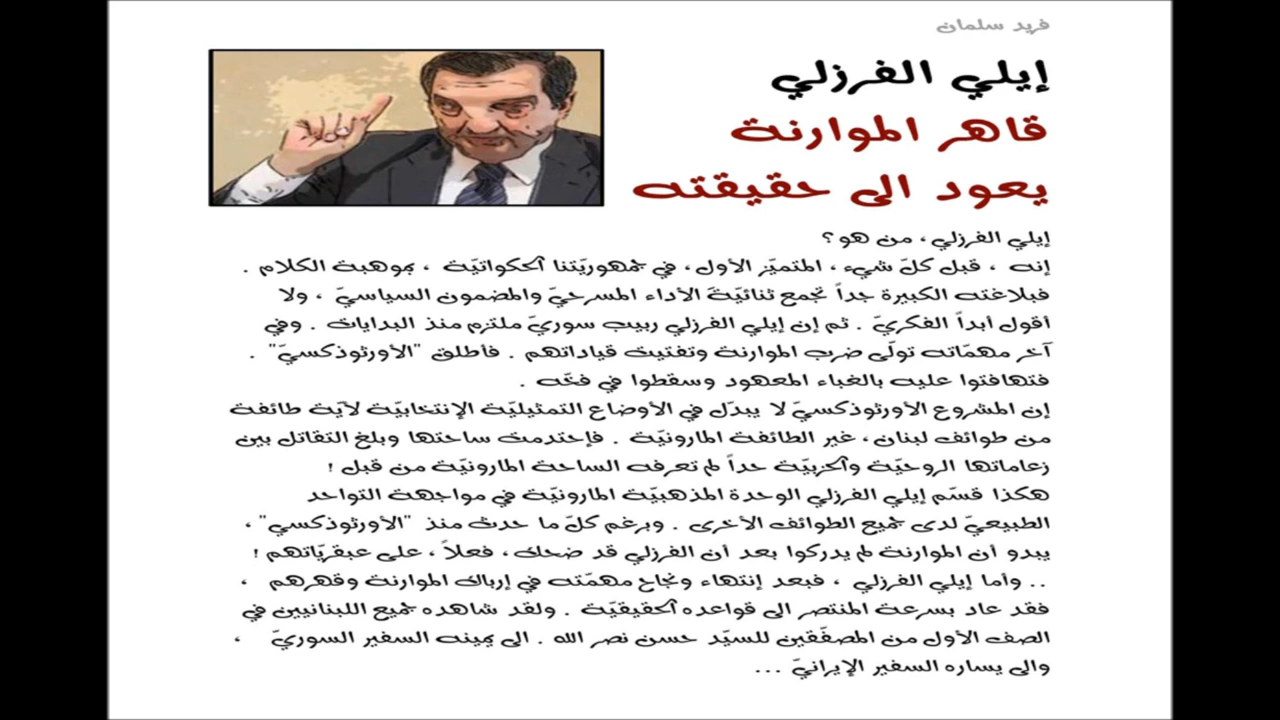 فريد سلمان
إيلي الفرزلي
قاهر الموارنة
يعود الى حقيقته
إيلي الفرزلي، من هو؟
إنه ، قبل كلّ شيء، المتميّز الأول، في جمهوريّتنا الحكواتيّة ، بموهبة الكلام .
فبلاغته الكبيرة جداً تجمع ثنائيّةَ الأداء المسرحيّ والمضمون السياسيّ ، ولا
أقول أبداً الفكريّ . ثم إن إيلي الفرزلي ربيب سوريّ ملتزم منذ البدايات . وفي
آخر مهمّاته تولّى ضرب الموارنة وتفتيت قياداتهم . فأطلق "الأورثوذكسيّ" .
فتهافتوا عليه بالغباء المعهود وسقطوا في فخّه .
إن المشروع الأورثوذكسيّ لا يبدّل في الأوضاع التمثيليّة الإنتخابيّة لآيّة طائفة
من طوائف لبنان، غير الطائفة المارونيّة . فإحتدمت ساحتها وبلغ التقاتل بين
زعاماتها الروحيّة والحزبيّة حداً لم تعرفه الساحة المارونيّة من قبل !
هكذا قسّم إيلي الفرزلي الوحدة المذهبيّة المارونيّة في مواجهة التواحد
الطبيعيّ لدى جميع الطوائف الأخرى . وبرغم كلّ ما حدث منذ "الأورثوذكسي" ،
يبدو أن الموارنة لم يدركوا بعد أن الفرزلي قد ضحك، فعلاً ، على عبقريّاتهم !
.. وأما إيلي الفرزلي ، فبعد إنتهاء ونجاح مهمّته في إرباك الموارنة وقهرهم ،
فقد عاد بسرعة المنتصر الى قواعده الحقيقيّة . ولقد شاهده جميع اللبنانيين في
الصف الأول من المصفّقين للسيّد حسن نصر الله . الى يمينه السفير السوريّ ،
والى يساره السفير الإيرانيّ ...